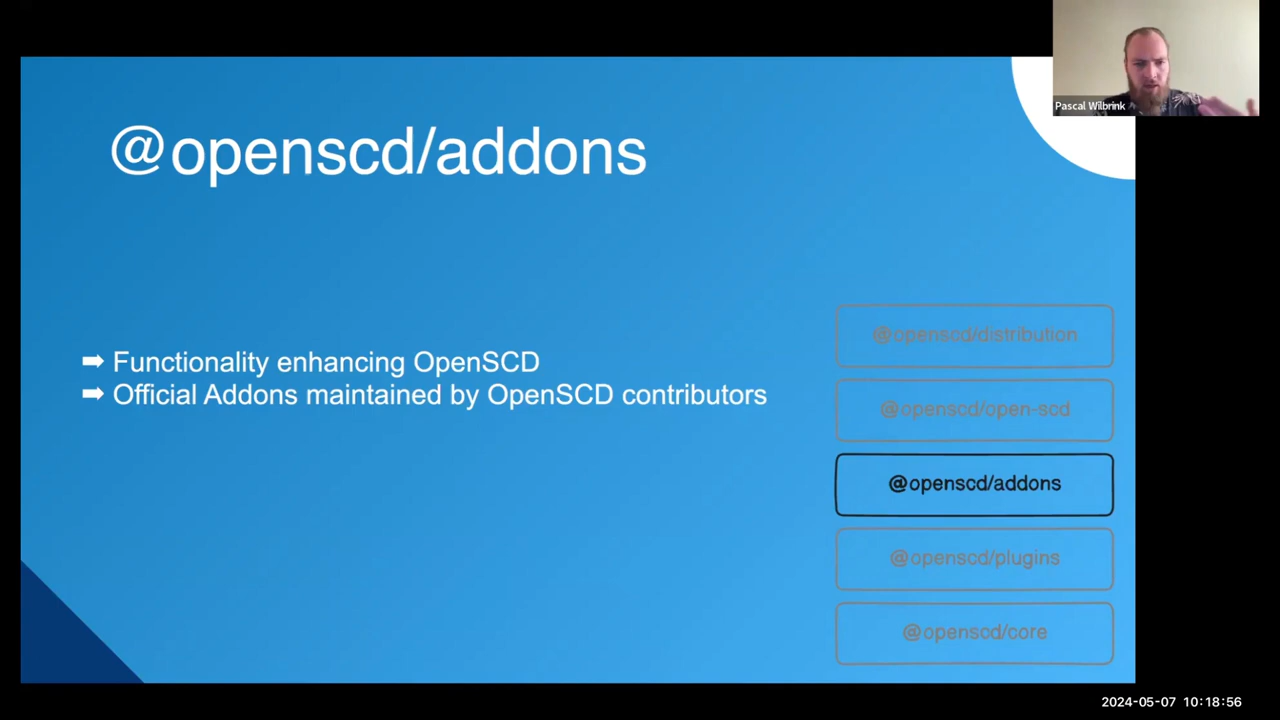 Pascal Wilbrink
@openscd/addons
➡ Functionality enhancing OpenSCD
➡ Official Addons maintained by OpenSCD contributors
@openscd/distribution
@openscd/open-scd
@openscd/addons
@openscd/plugins
@openscd/core
2024-05-07 10:18:56